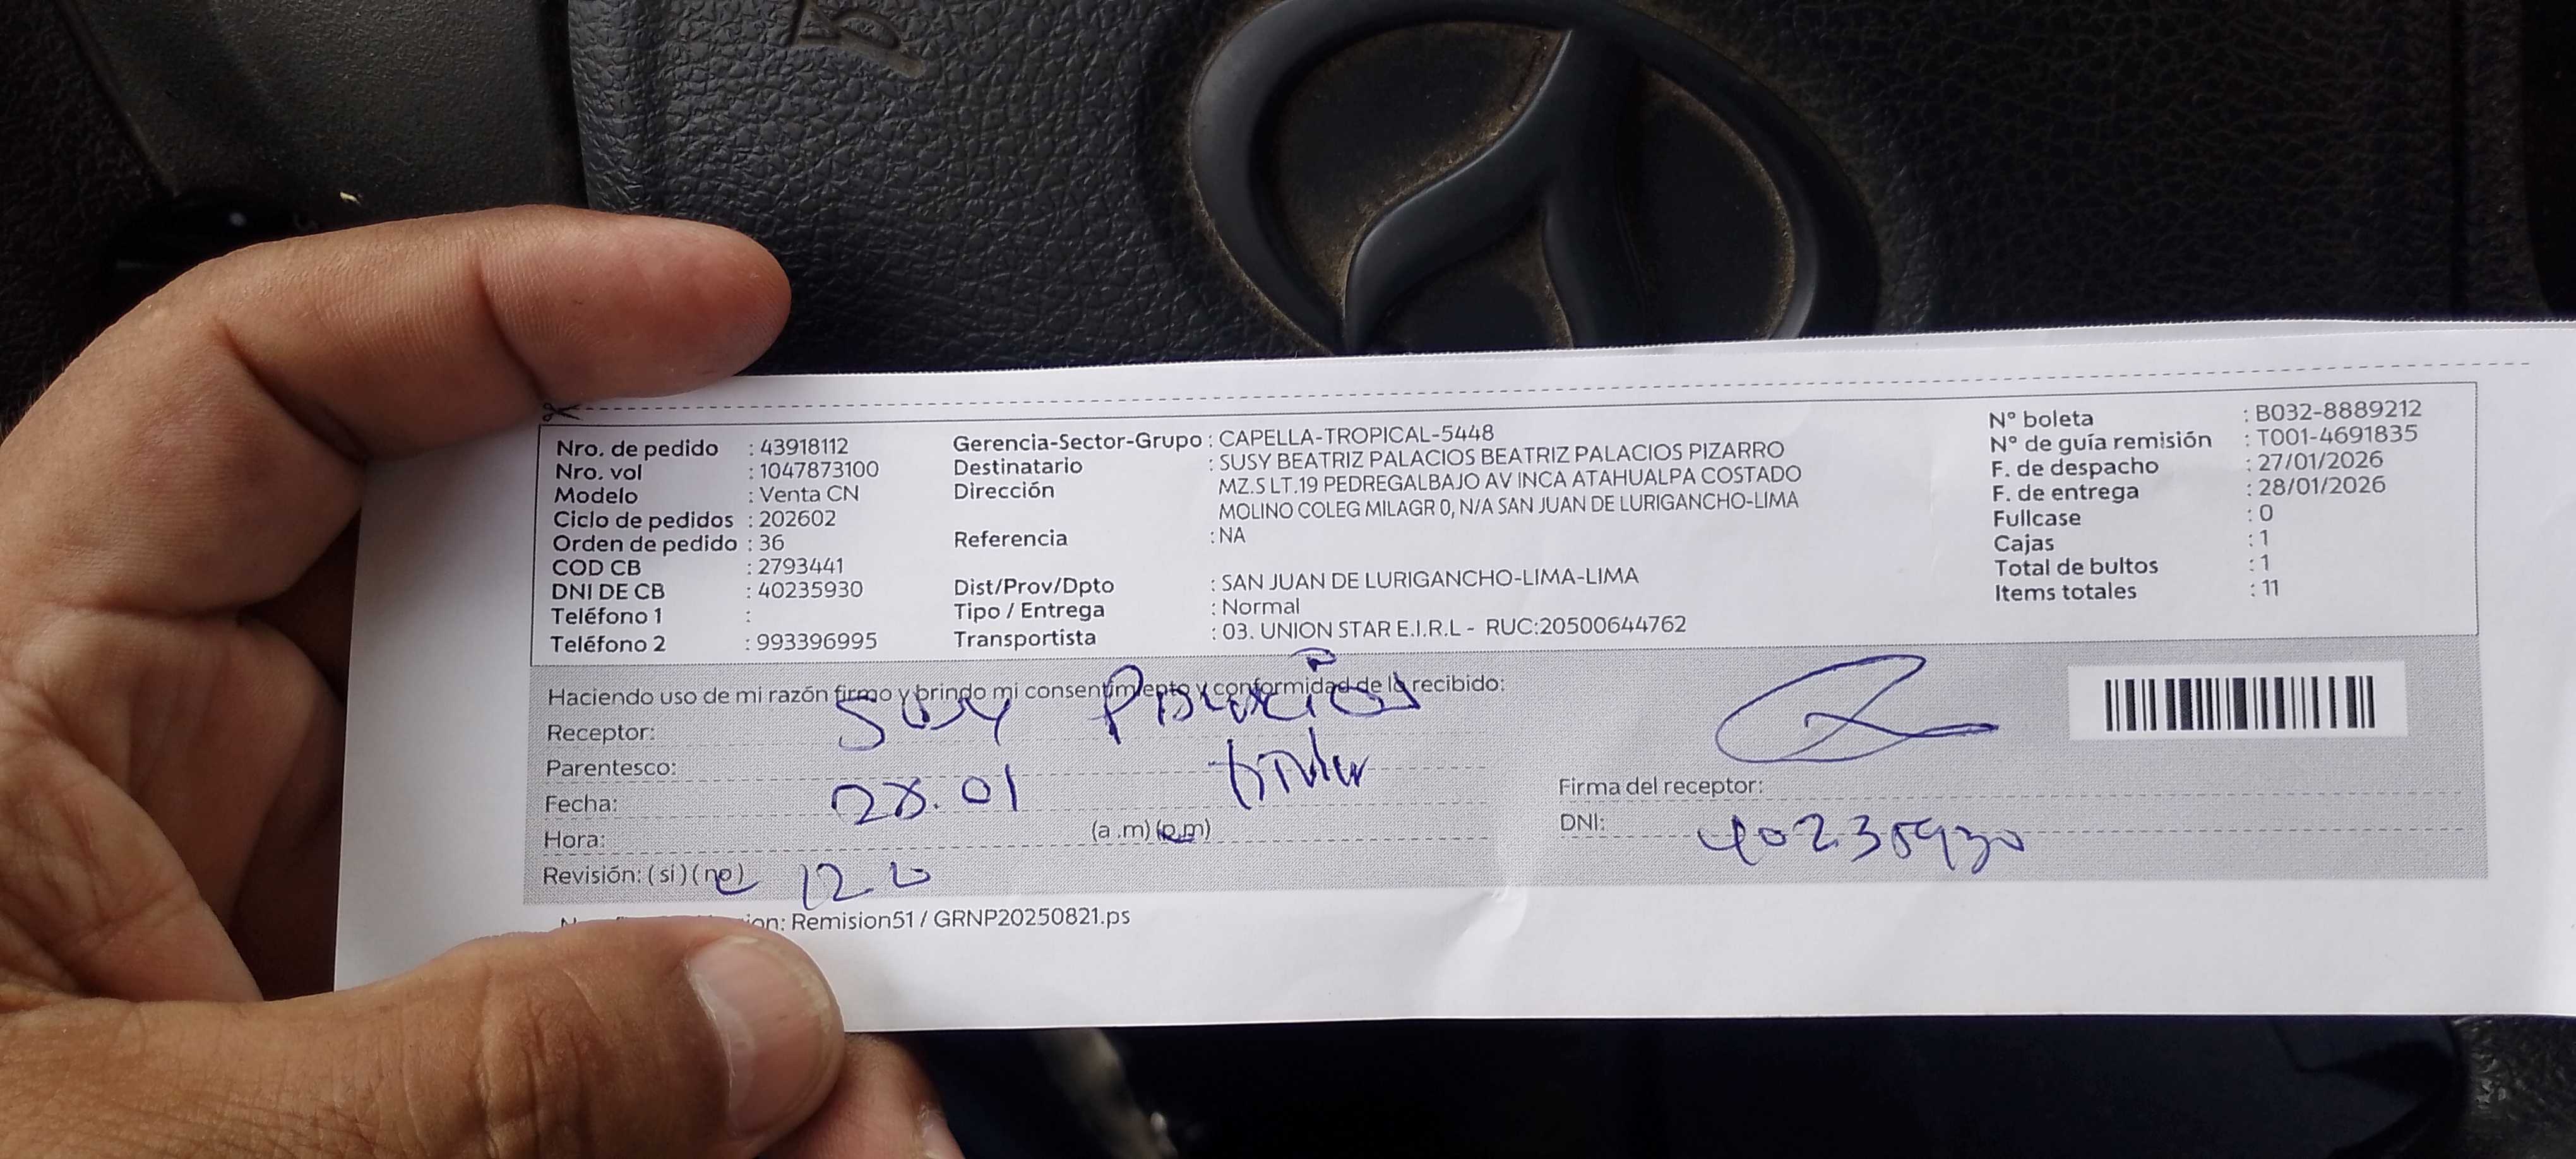 Nro. de pedido : 43918112
Nro. vol : 1047873100
Modelo : Venta CN
Ciclo de pedidos : 202602
Orden de pedido : 36
COD CB : 2793441
DNI DE CB : 40235930
Teléfono 1 :
Teléfono 2 : 993396995
Gerencia-Sector-Grupo : CAPELLA-TROPICAL-5448
Destinatario : SUSY BEATRIZ PALACIOS BEATRIZ PALACIOS PIZARRO
Dirección MZ.S LT.19 PEDREGALBAJO AV INCA ATAHUALPA COSTADO
MOLINO COLEG MILAGR 0, N/A SAN JUAN DE LURIGANCHO-LIMA
Referencia : NA
Dist/Prov/Dpto : SAN JUAN DE LURIGANCHO-LIMA-LIMA
Tipo / Entrega : Normal
Transportista : 03. UNION STAR E.I.R.L - RUC:20500644762
N° boleta : B032-8889212
N° de guía remisión : T001-4691835
F. de despacho : 27/01/2026
F. de entrega : 28/01/2026
Fullcase : 0
Cajas : 1
Total de bultos : 1
Items totales : 11
Haciendo uso de mi razón firmo y brindo mi consentimiento y conformidad de lo recibido:
Receptor: Susy Palacios
Parentesco: titular
Fecha: 28.01
Hora: (a.m) (p.m)
Revisión: (si) (no) 12
Firma del receptor:
DNI: 40235930
on: Remision51 / GRNP20250821.ps